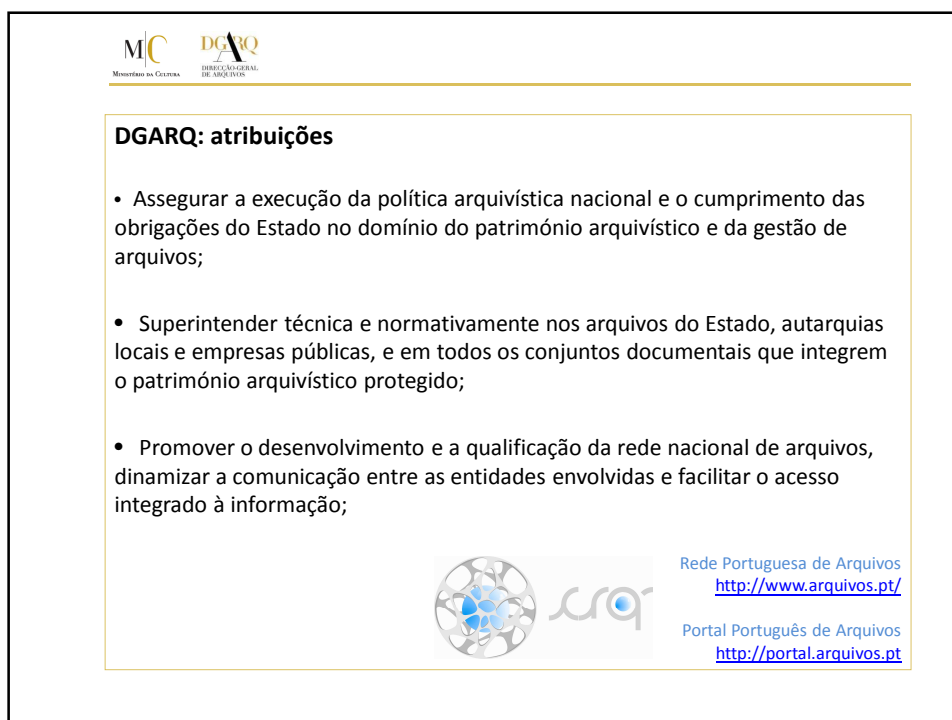 M|C
MINISTÉRIO DA CULTURA
DGARQ
DIRECÇÃO-GERAL
DE ARQUIVOS
DGARQ: atribuições
• Assegurar a execução da política arquivística nacional e o cumprimento das
obrigações do Estado no domínio do património arquivístico e da gestão de
arquivos;
• Superintender técnica e normativamente nos arquivos do Estado, autarquias
locais e empresas públicas, e em todos os conjuntos documentais que integrem
o património arquivístico protegido;
• Promover o desenvolvimento e a qualificação da rede nacional de arquivos,
dinamizar a comunicação entre as entidades envolvidas e facilitar o acesso
integrado à informação;
Rede Portuguesa de Arquivos
http://www.arquivos.pt/
Portal Português de Arquivos
http://portal.arquivos.pt